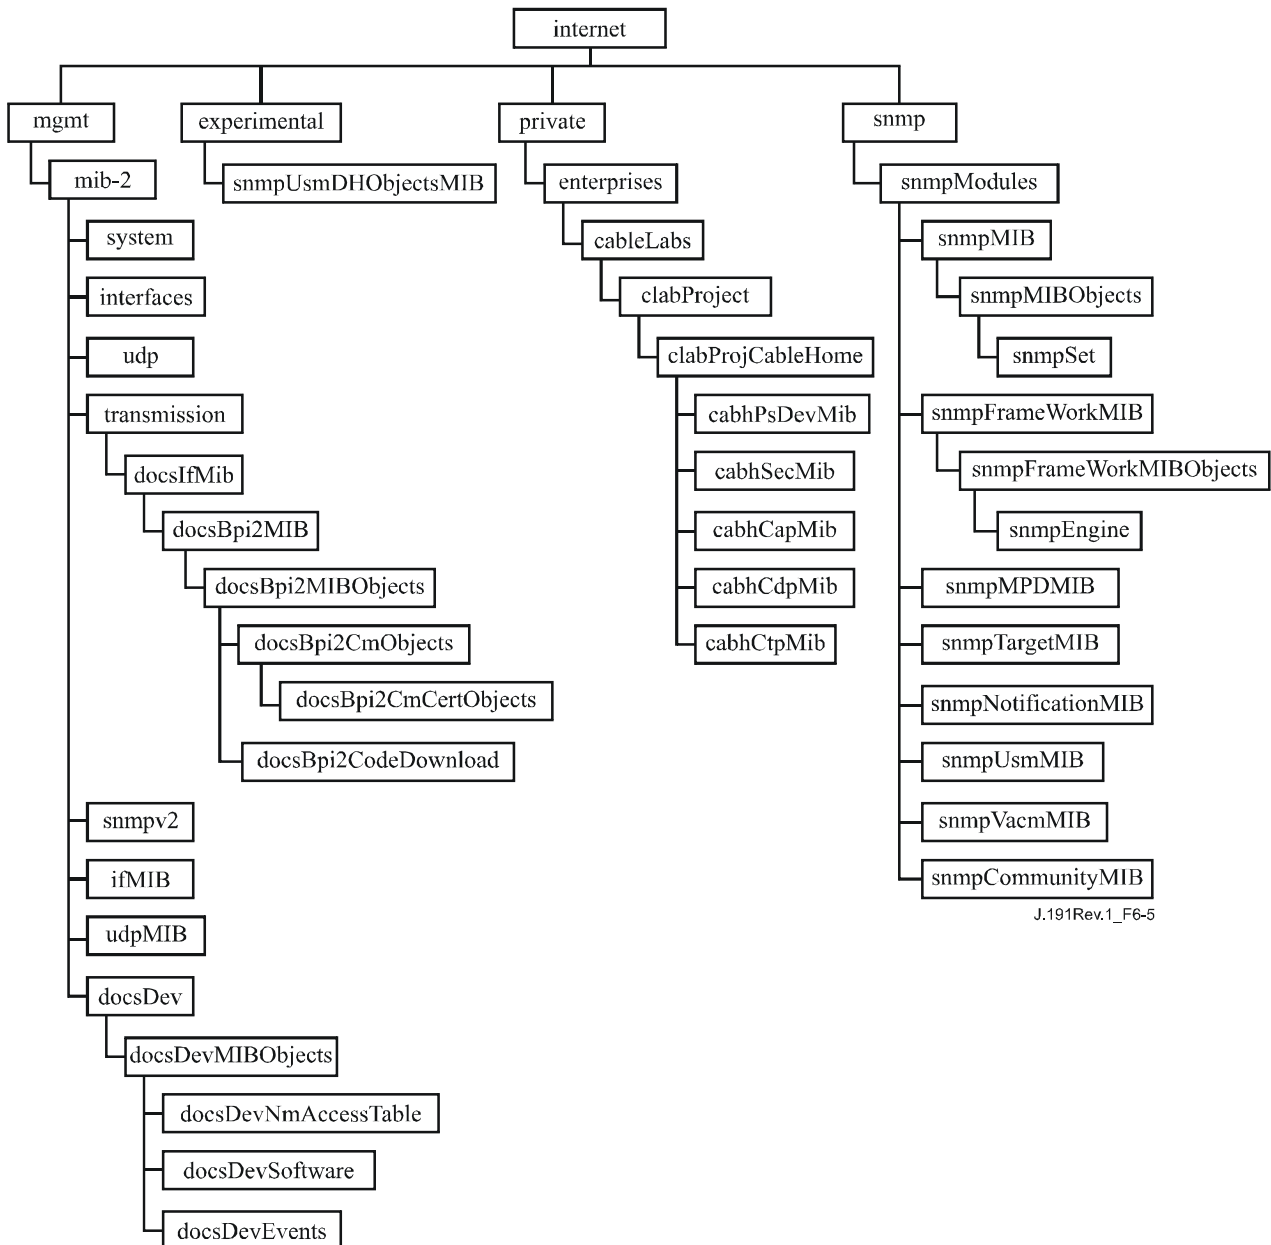 internet
mgmt
experimental
private
snmp
mib-2
snmpUsmDHObjectsMIB
enterprises
snmpModules
system
cableLabs
snmpMIB
interfaces
clabProject
snmpMIBObjects
udp
clabProjCableHome
snmpSet
transmission
cabhPsDevMib
snmpFrameWorkMIB
docsIfMib
cabhSecMib
snmpFrameWorkMIBObjects
docsBpi2MIB
cabhCapMib
snmpEngine
docsBpi2MIBObjects
cabhCdpMib
snmpMPDMIB
docsBpi2CmObjects
cabhCtpMib
snmpTargetMIB
docsBpi2CmCertObjects
snmpNotificationMIB
docsBpi2CodeDownload
snmpUsmMIB
snmpv2
snmpVacmMIB
ifMIB
snmpCommunityMIB
J.191Rev.1_F6-5
udpMIB
docsDev
docsDevMIBObjects
docsDevNmAccessTable
docsDevSoftware
docsDevEvents